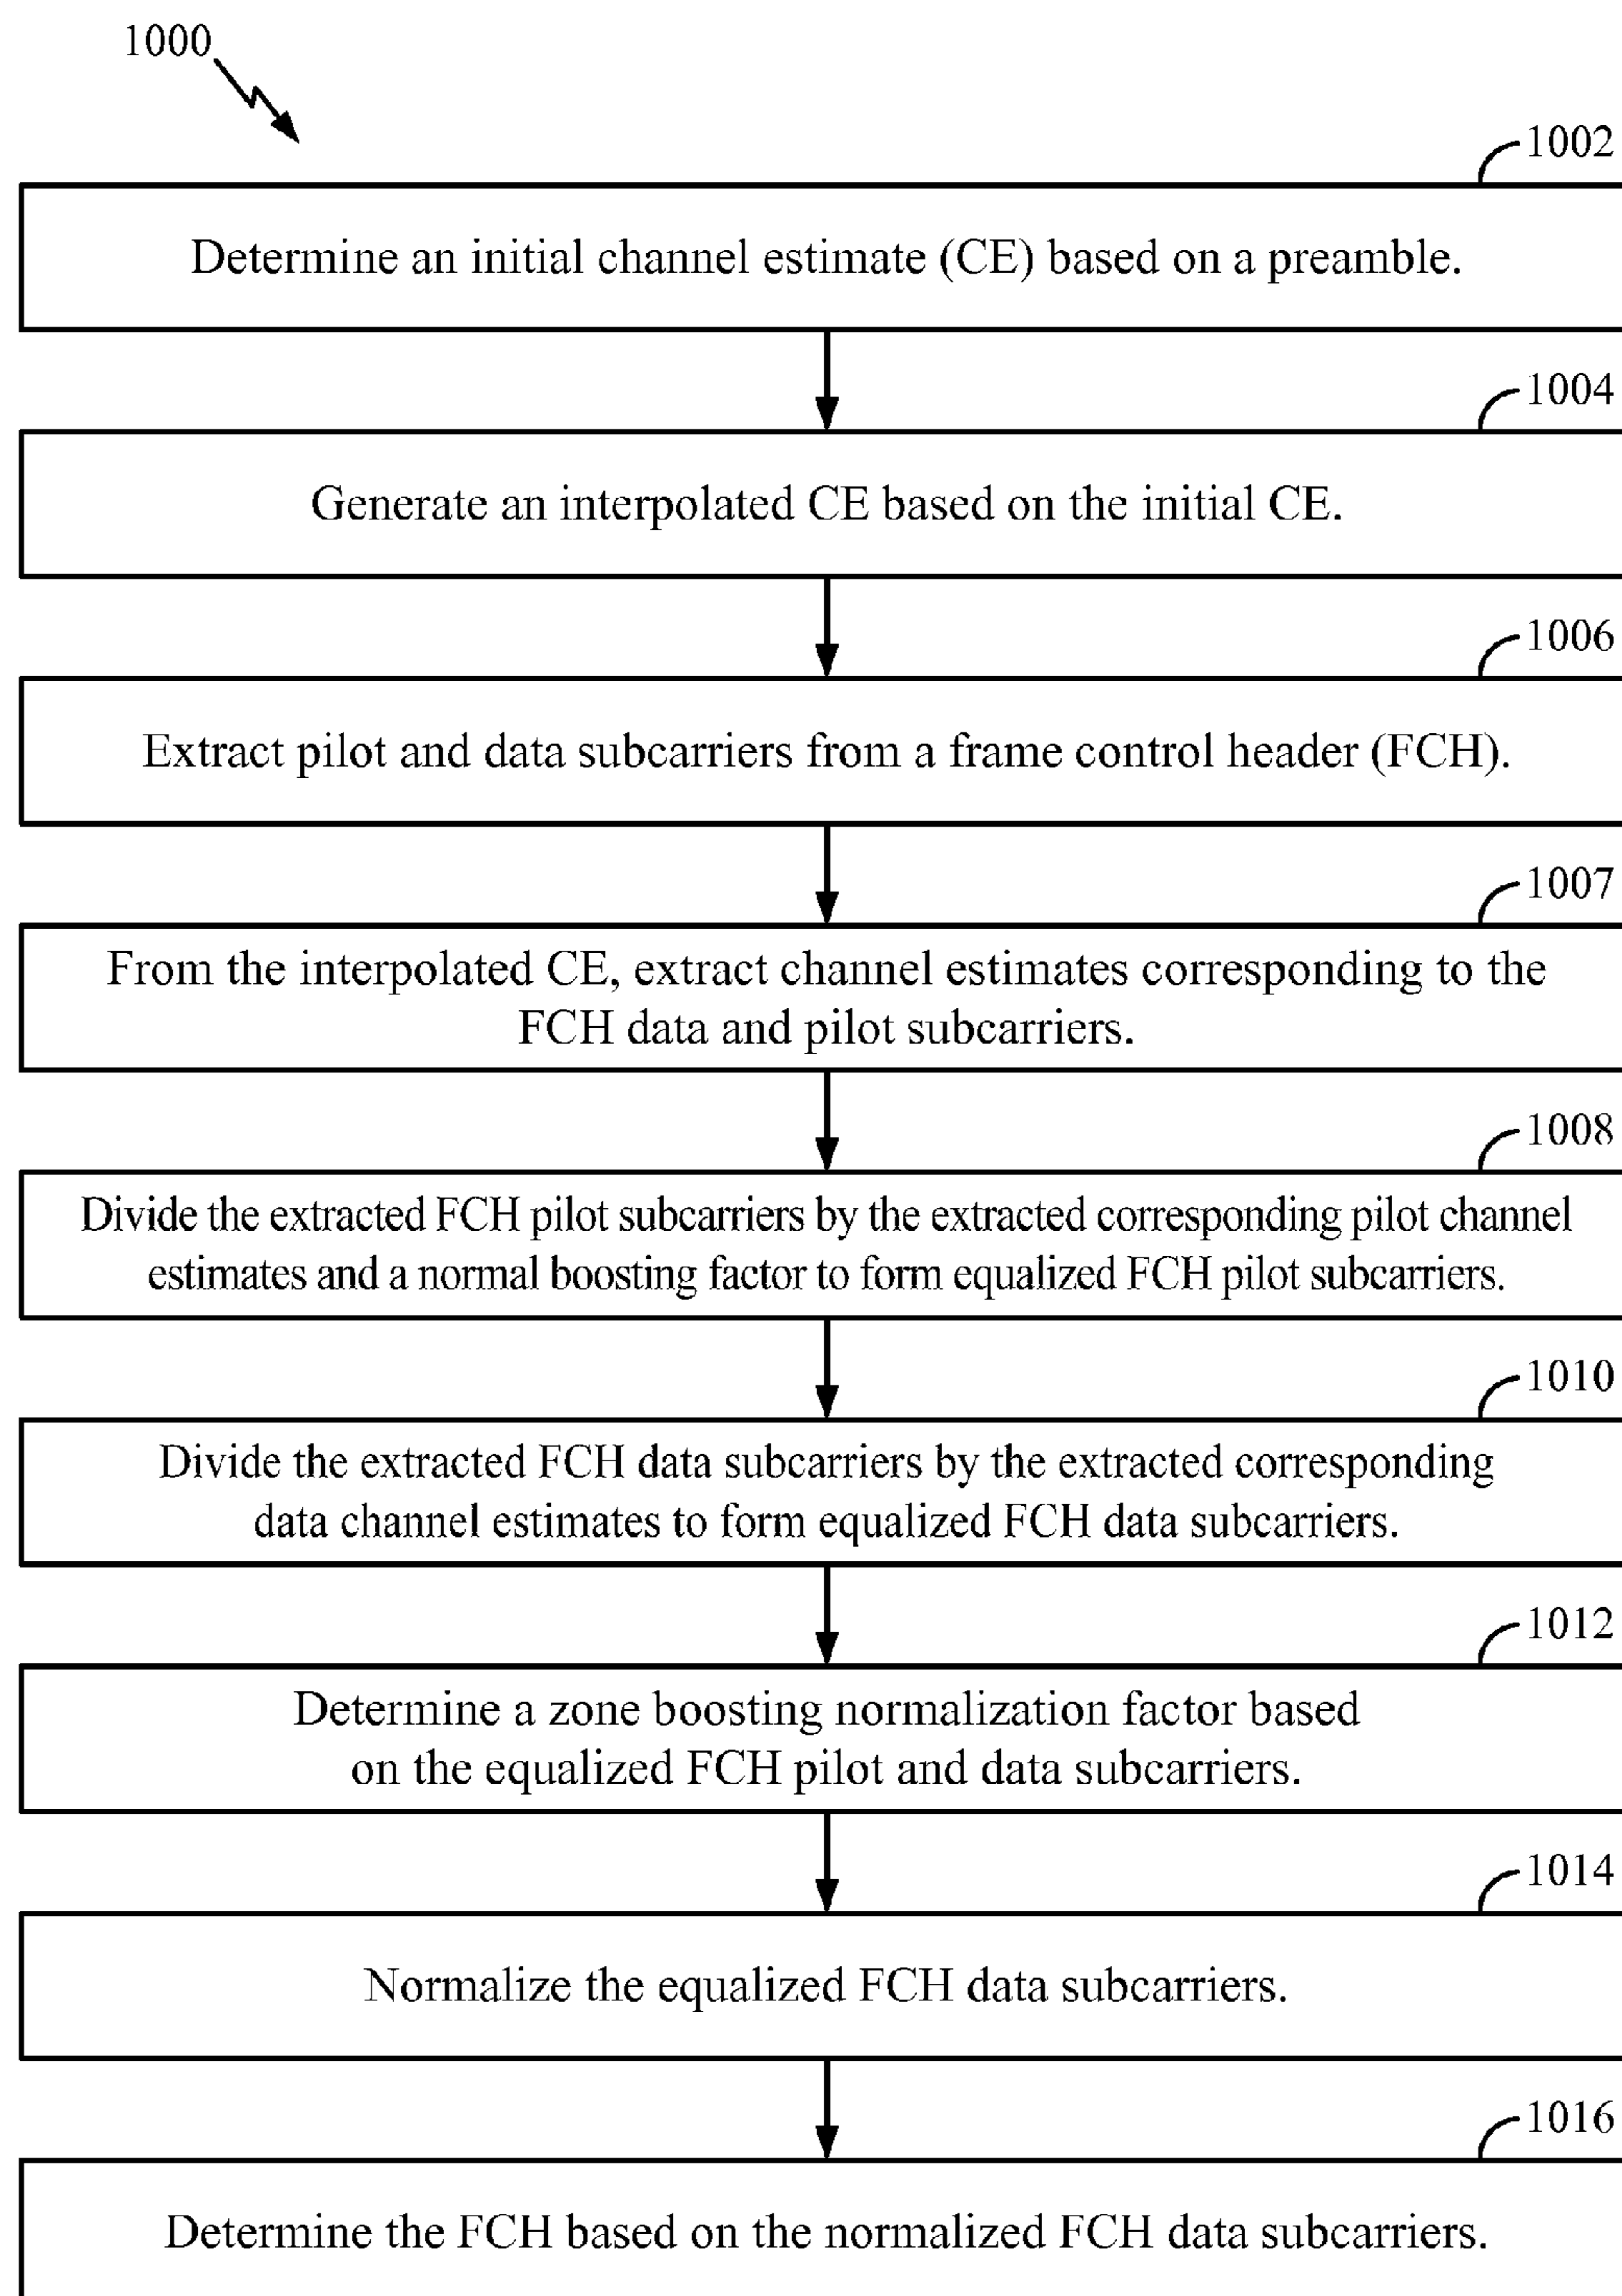 1000
1002
Determine an initial channel estimate (CE) based on a preamble.
1004
Generate an interpolated CE based on the initial CE.
1006
Extract pilot and data subcarriers from a frame control header (FCH).
1007
From the interpolated CE, extract channel estimates corresponding to the
FCH data and pilot subcarriers.
1008
Divide the extracted FCH pilot subcarriers by the extracted corresponding pilot channel
estimates and a normal boosting factor to form equalized FCH pilot subcarriers.
1010
Divide the extracted FCH data subcarriers by the extracted corresponding
data channel estimates to form equalized FCH data subcarriers.
1012
Determine a zone boosting normalization factor based
on the equalized FCH pilot and data subcarriers.
1014
Normalize the equalized FCH data subcarriers.
1016
Determine the FCH based on the normalized FCH data subcarriers.